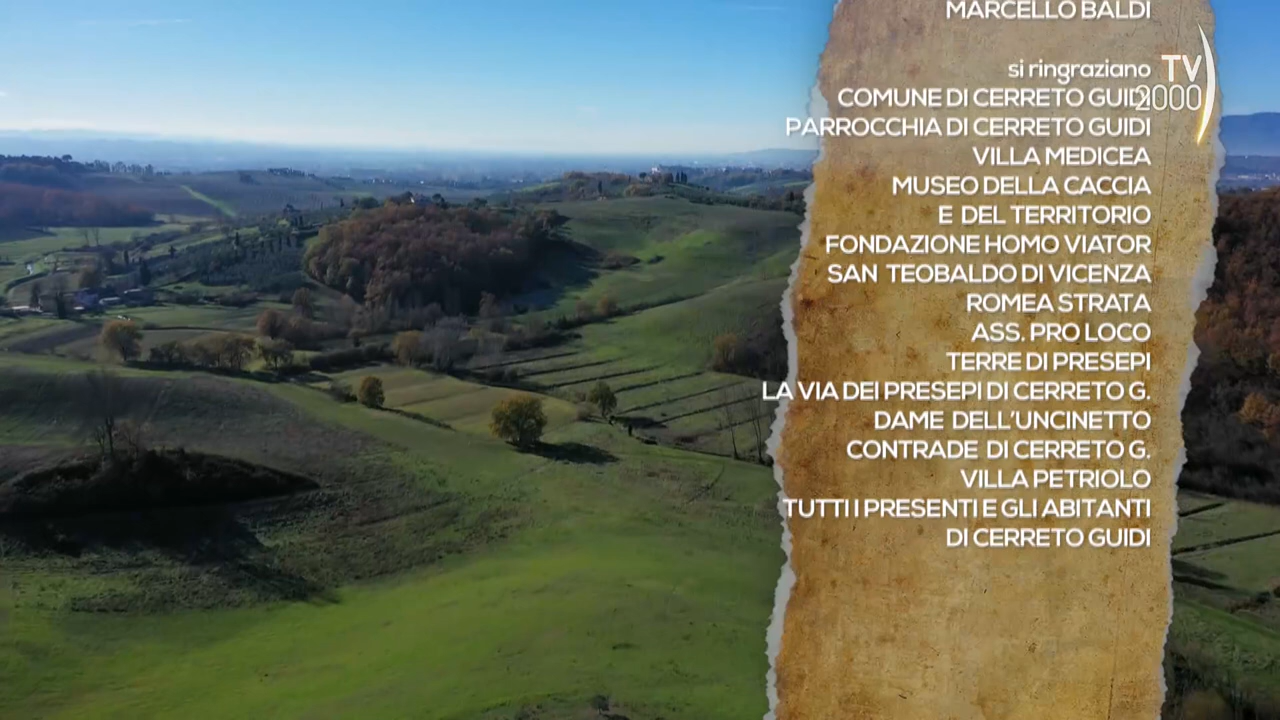 MARCELLO BALDI
si ringraziano
COMUNE DI CERRETO GUIDI
PARROCCHIA DI CERRETO GUIDI
VILLA MEDICEA
MUSEO DELLA CACCIA
E DEL TERRITORIO
FONDAZIONE HOMO VIATOR
SAN TEOBALDO DI VICENZA
ROMEA STRATA
ASS. PRO LOCO
TERRE DI PRESEPI
LA VIA DEI PRESEPI DI CERRETO G.
DAME DELL'UNCINETTO
CONTRADE DI CERRETO G.
VILLA PETRIOLO
TUTTI I PRESENTI E GLI ABITANTI
DI CERRETO GUIDI
TV
2000